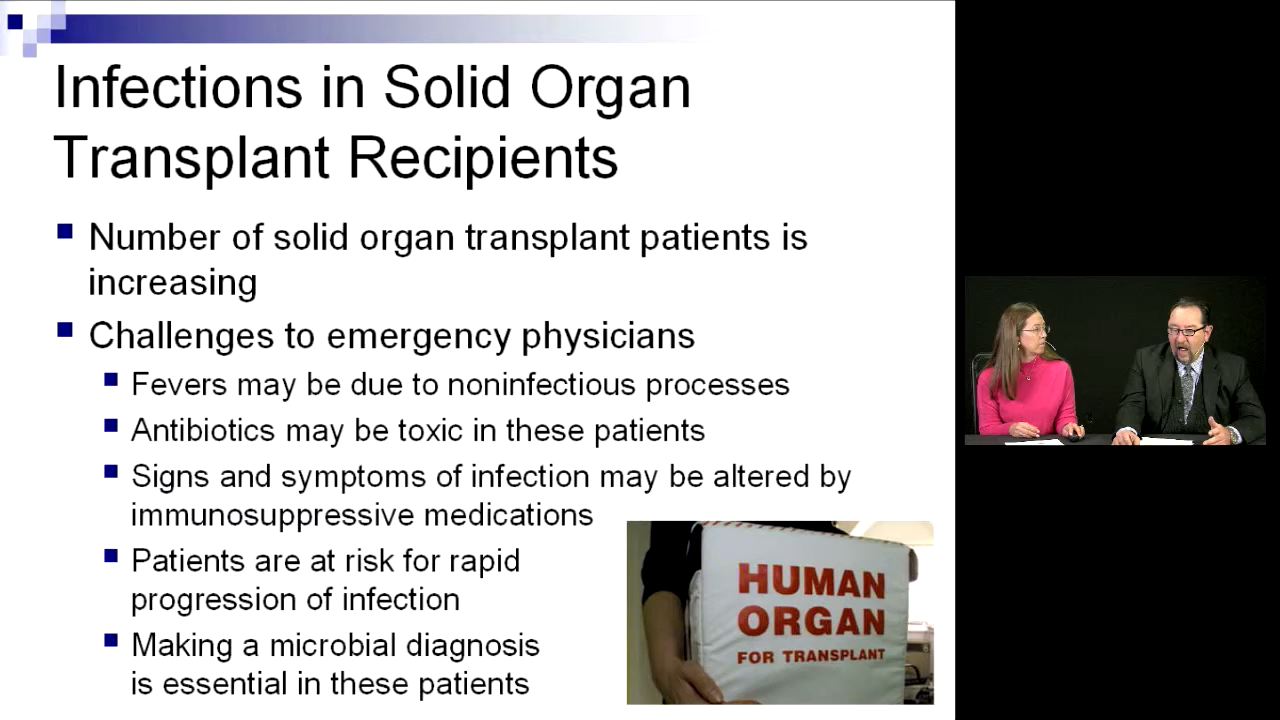 Infections in Solid Organ
Transplant Recipients
Number of solid organ transplant patients is
increasing
Challenges to emergency physicians
Fevers may be due to noninfectious processes
Antibiotics may be toxic in these patients
Signs and symptoms of infection may be altered by
immunosuppressive medications
Patients are at risk for rapid
progression of infection
Making a microbial diagnosis
is essential in these patients
HUMAN
ORGAN
FOR TRANSPLANT